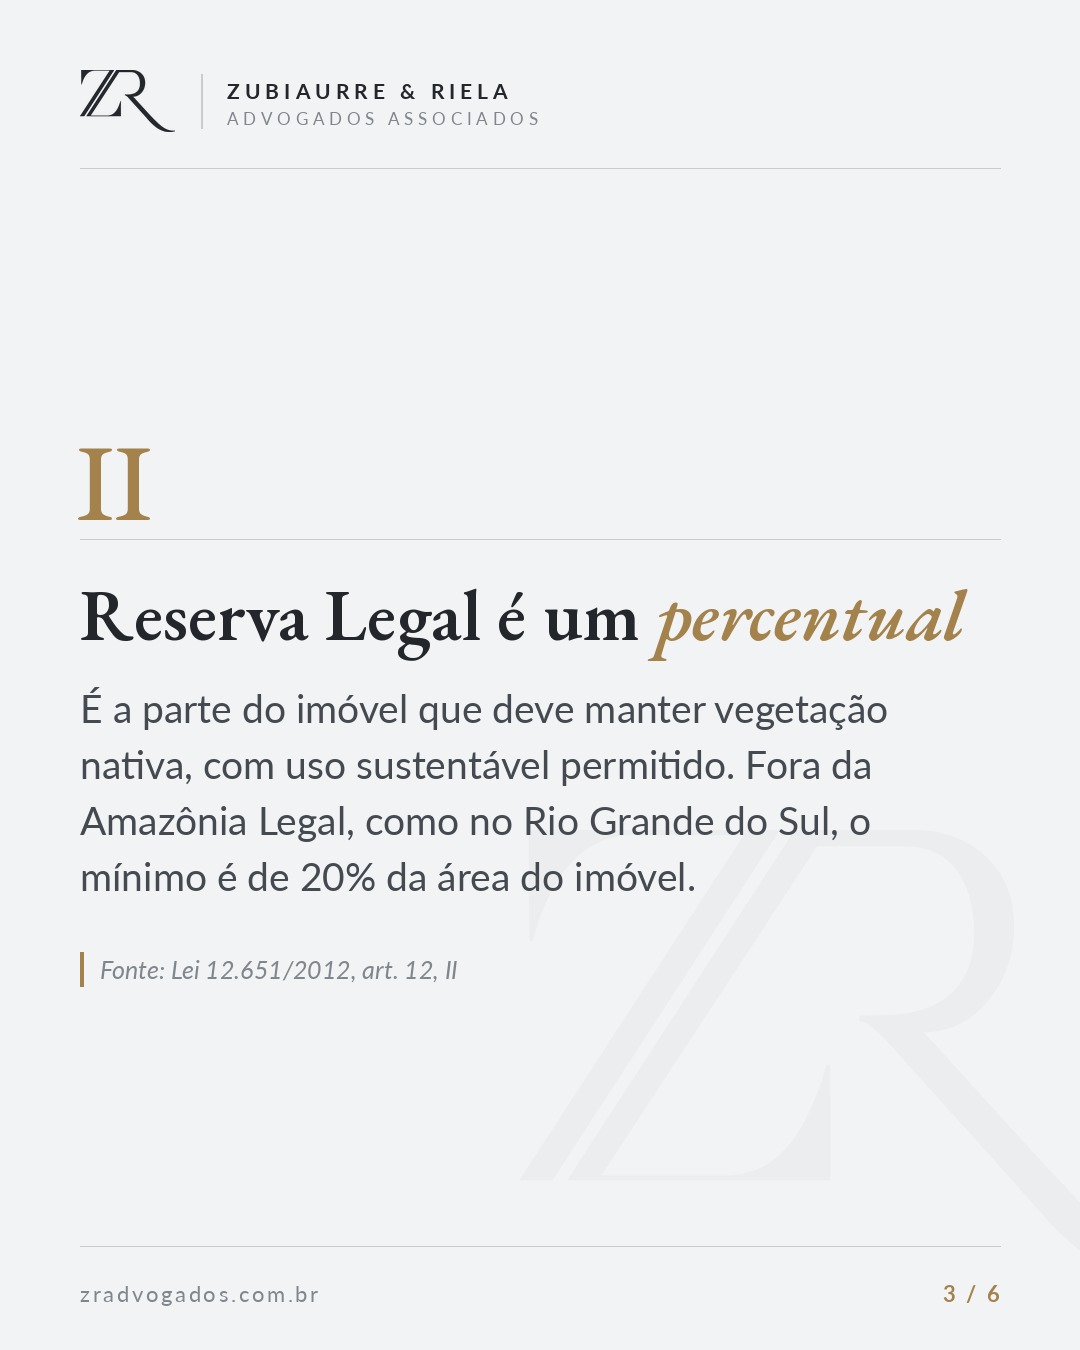 ZR
ZUBIAURRE & RIELA
ADVOGADOS ASSOCIADOS
II
Reserva Legal é um percentual
É a parte do imóvel que deve manter vegetação
nativa, com uso sustentável permitido. Fora da
Amazônia Legal, como no Rio Grande do Sul, o
mínimo é de 20% da área do imóvel.
Fonte: Lei 12.651/2012, art. 12, II
ZR
zradvogados.com.br
3 / 6